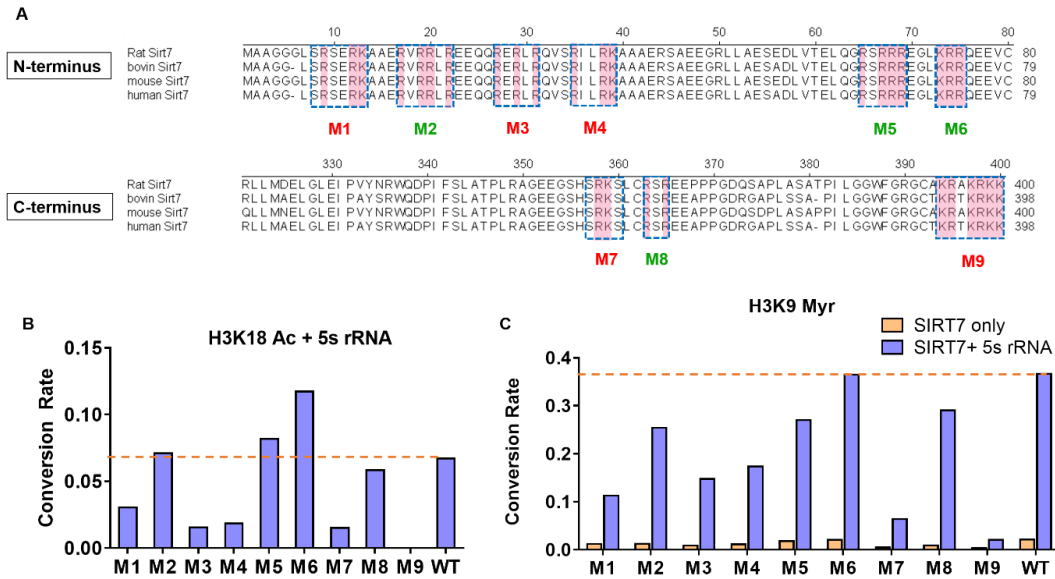 A
N-terminus
10 20 30 40 50 60 70 80
Rat Sirt7 MAAGGGLSRSERKAAERVRRLREEQQRERLRQVSRILRKAAAERSAEEGRLLAESEDLVTELQGRSRRREGLKRRQEEVC 80
bovin Sirt7 MAAGG-LSRSERKAAERVRRLREEQQRERLRQVSRILRKAAAERSAEEGRLLAESEDLVTELQGRSRRREGLKRRQEEVC 79
mouse Sirt7 MAAGGGLSRSERKAAERVRRLREEQQRERLRQVSRILRKAAAERSAEEGRLLAESEDLVTELQGRSRRREGLKRRQEEVC 80
human Sirt7 MAAGG-LSRSERKAAERVRRLREEQQRERLRQVSRILRKAAAERSAEEGRLLAESEDLVTELQGRSRRREGLKRRQEEVC 79
M1 M2 M3 M4 M5 M6
C-terminus
330 340 350 360 370 380 390 400
Rat Sirt7 RLLMDELGLEIPVYNRWQDPIFSLATPLRAGEEGSHSRKSLCRSREEPPPGDQSAPLASATPILGGWFGRGCAKRAKRKK 400
bovin Sirt7 RLLMDELGLEIPAYSRWQDPIFSLATPLRAGEEGSHSRKSLCRSREEAPPGDRGAPLSSA-PILGGWFGRGCTKRTKRKK 398
mouse Sirt7 QLLMNELGLEIPVYNRWQDPIFSLATPLRAGEEGSHSRKSLCRSREEAPPGDQSDPLASAPPILGGWFGRGCAKRAKRKK 400
human Sirt7 RLLMDELGLEIPAYSRWQDPIFSLATPLRAGEEGSHSRKSLCRSREEAPPGDRGAPLSSA-PILGGWFGRGCTKRTKRKK 398
M7 M8 M9
B
H3K18 Ac + 5s rRNA
Conversion Rate
0.15
0.10
0.05
0.00
M1 M2 M3 M4 M5 M6 M7 M8 M9 WT
C
H3K9 Myr
SIRT7 only
SIRT7+ 5s rRNA
Conversion Rate
0.4
0.3
0.2
0.1
0.0
M1 M2 M3 M4 M5 M6 M7 M8 M9 WT